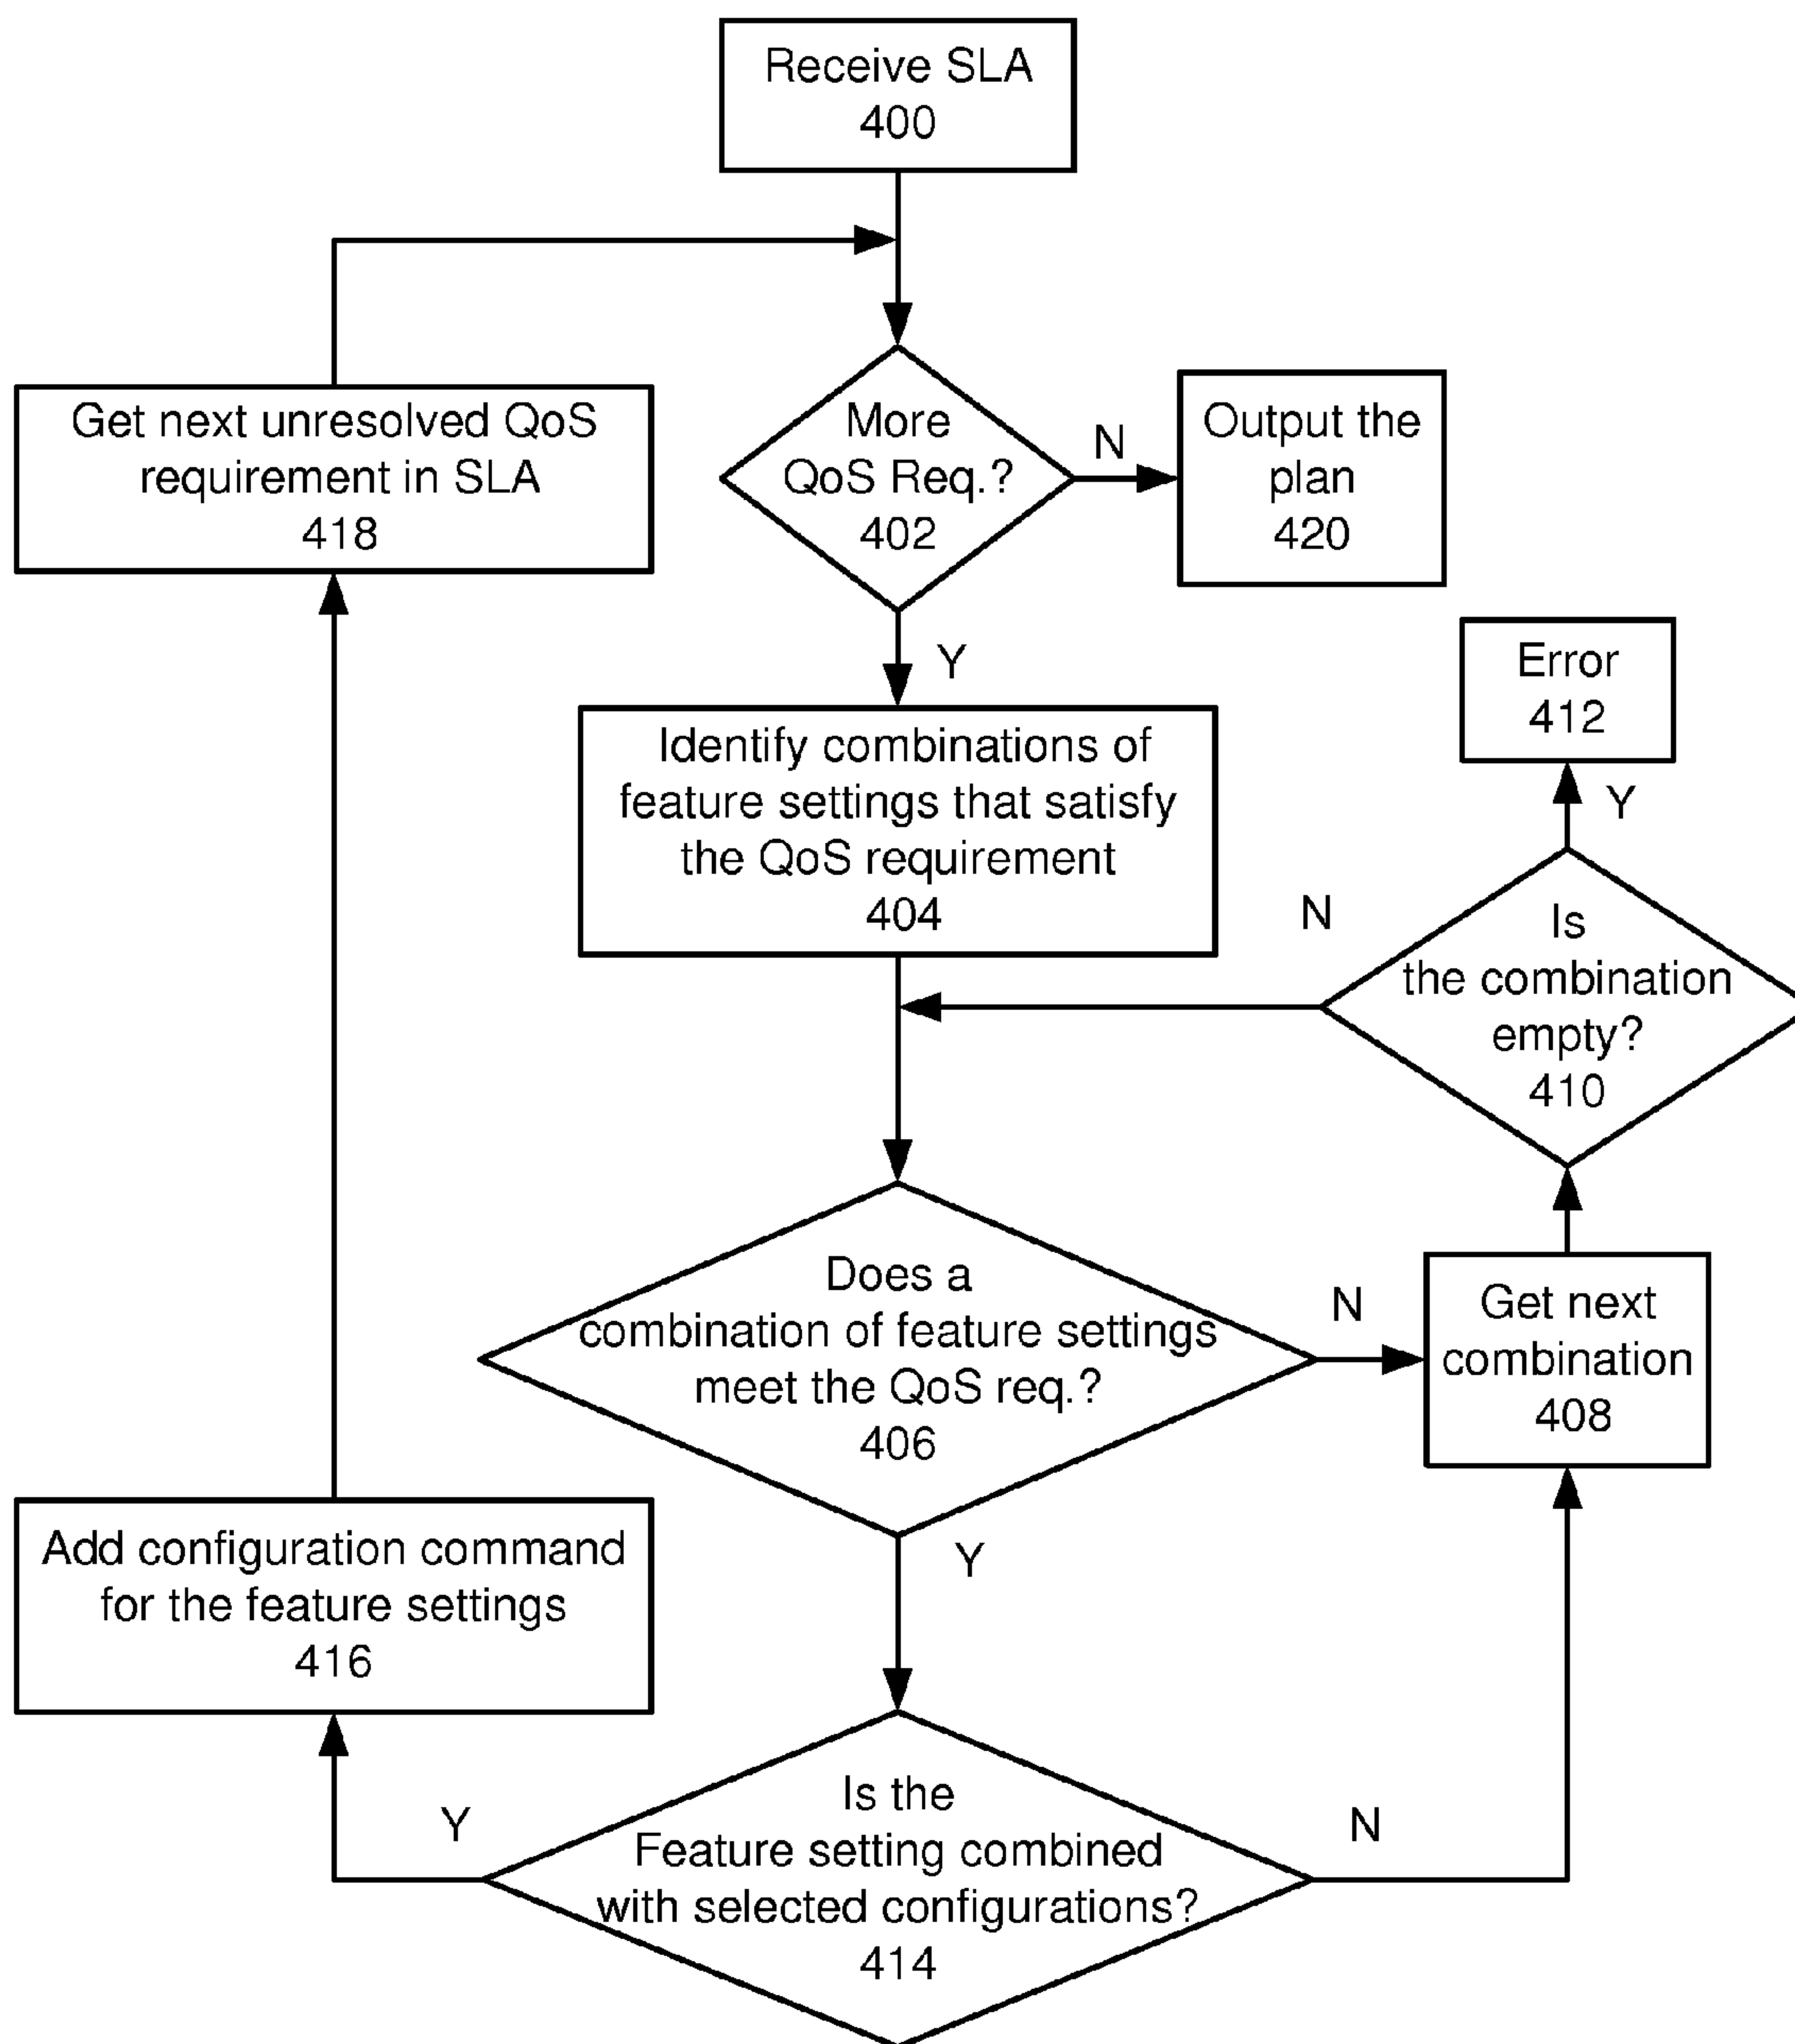 Receive SLA
400
Get next unresolved QoS
requirement in SLA
418
More
QoS Req.?
402
N
Output the
plan
420
Y
Identify combinations of
feature settings that satisfy
the QoS requirement
404
Error
412
Y
N
Is
the combination
empty?
410
Does a
combination of feature settings
meet the QoS req.?
406
N
Get next
combination
408
Y
Add configuration command
for the feature settings
416
Y
Is the
Feature setting combined
with selected configurations?
414
N